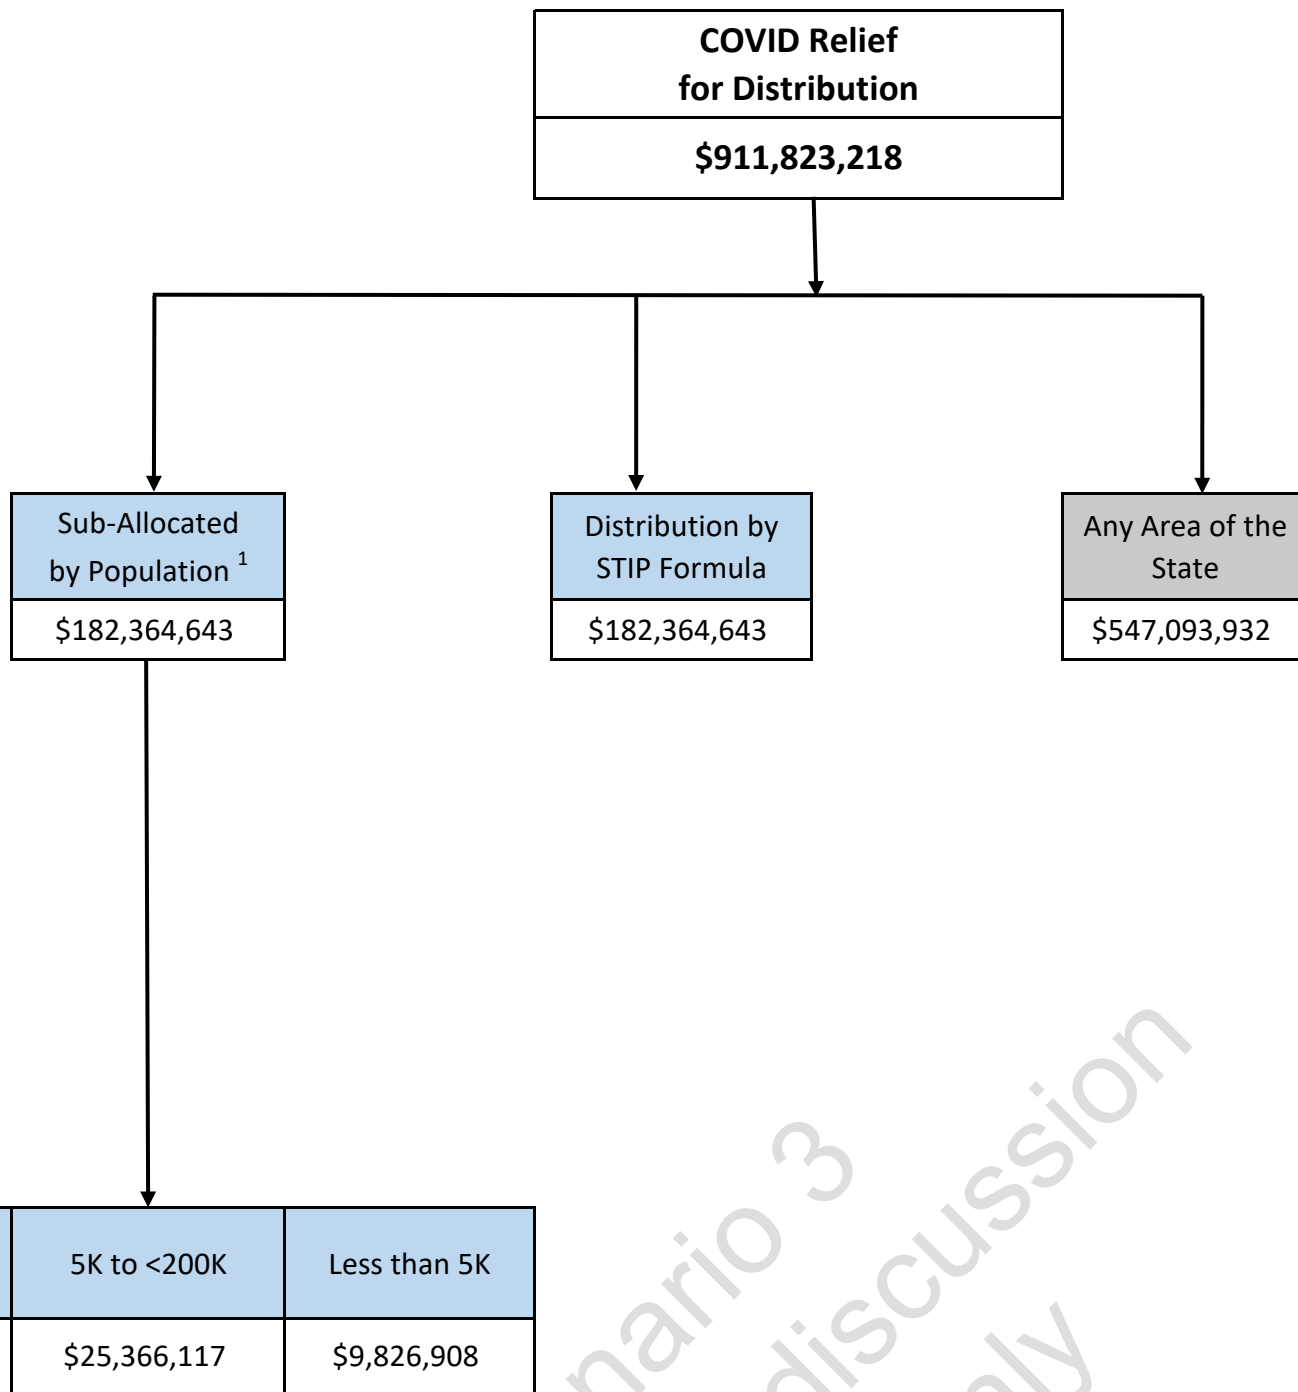 COVID Relief
for Distribution
$911,823,218
Sub-Allocated
by Population 1
$182,364,643
Distribution by
STIP Formula
$182,364,643
Any Area of the
State
$547,093,932
5K to <200K
Less than 5K
$25,366,117
$9,826,908
3
discussion